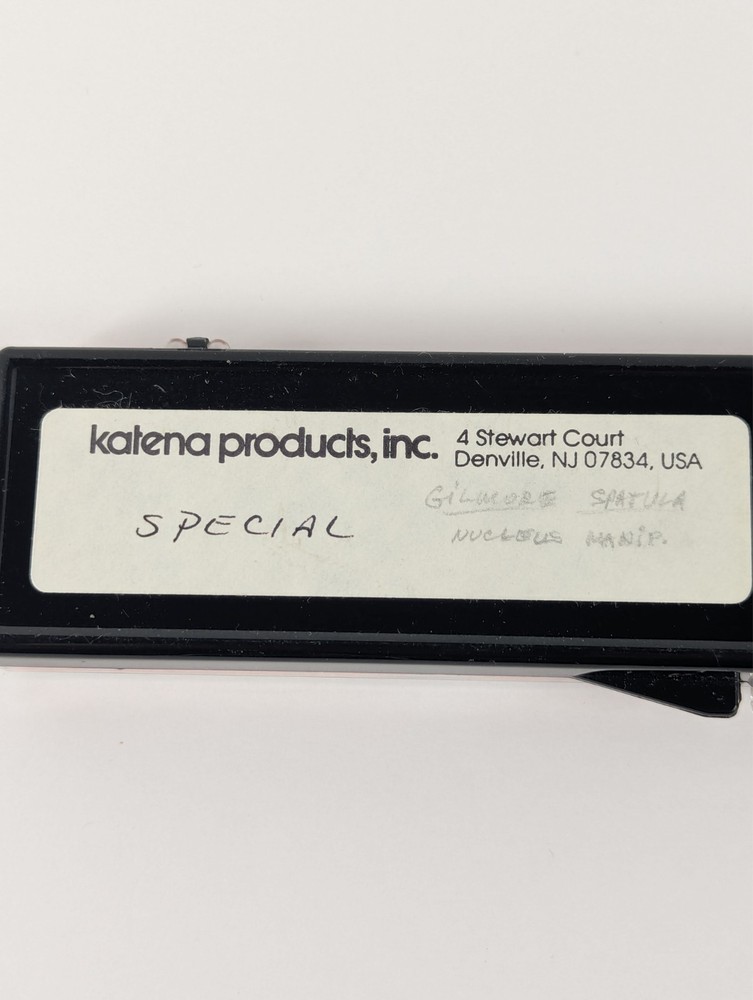 katena products, inc.
4 Stewart Court
Denville, NJ 07834, USA
SPECIAL
GILMORE SPATULA
NUCLEUS MANIP.